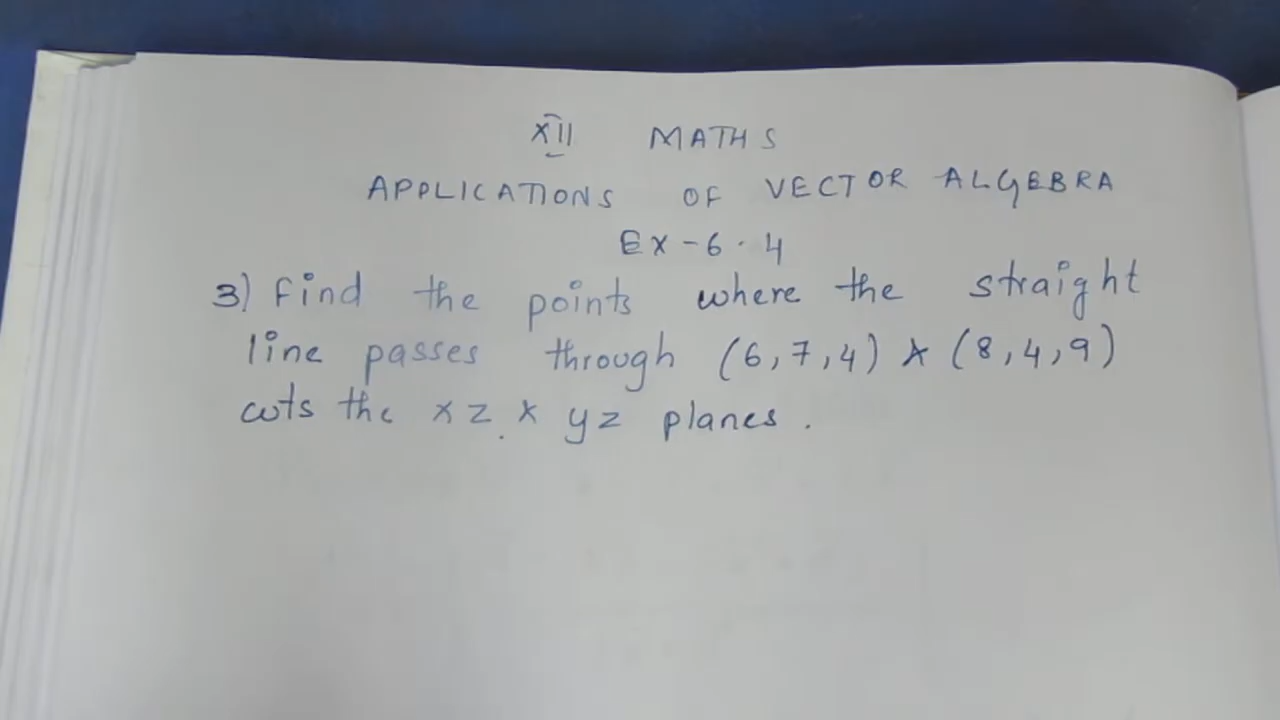 XII MATHS
APPLICATIONS OF VECTOR ALGEBRA
EX-6.4
3) Find the points where the straight
line passes through (6,7,4) & (8,4,9)
cuts the xz & yz planes.